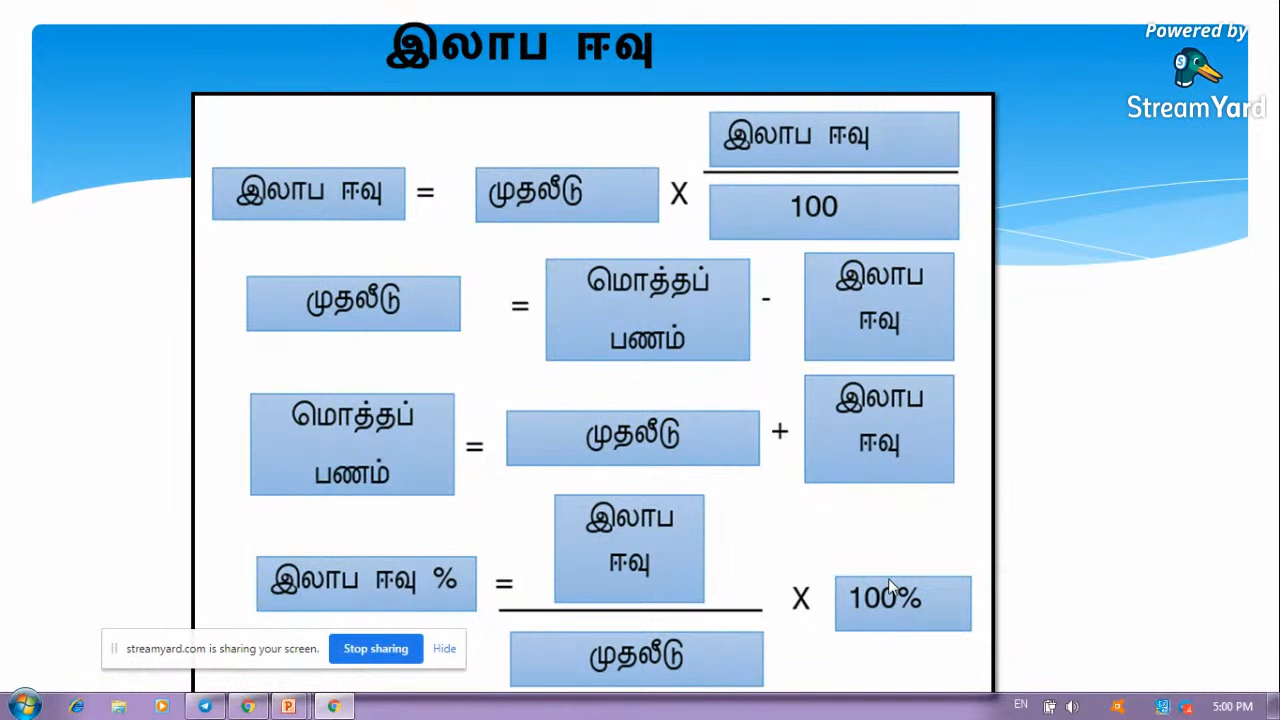 இலாப ஈவு
Powered by
StreamYard
இலாப ஈவு = முதலீடு X இலாப ஈவு
100
முதலீடு = மொத்தப் பணம் - இலாப ஈவு
மொத்தப் பணம் = முதலீடு + இலாப ஈவு
இலாப ஈவு % = இலாப ஈவு X 100%
முதலீடு
streamyard.com is sharing your screen. Stop sharing Hide
EN 5:00 PM